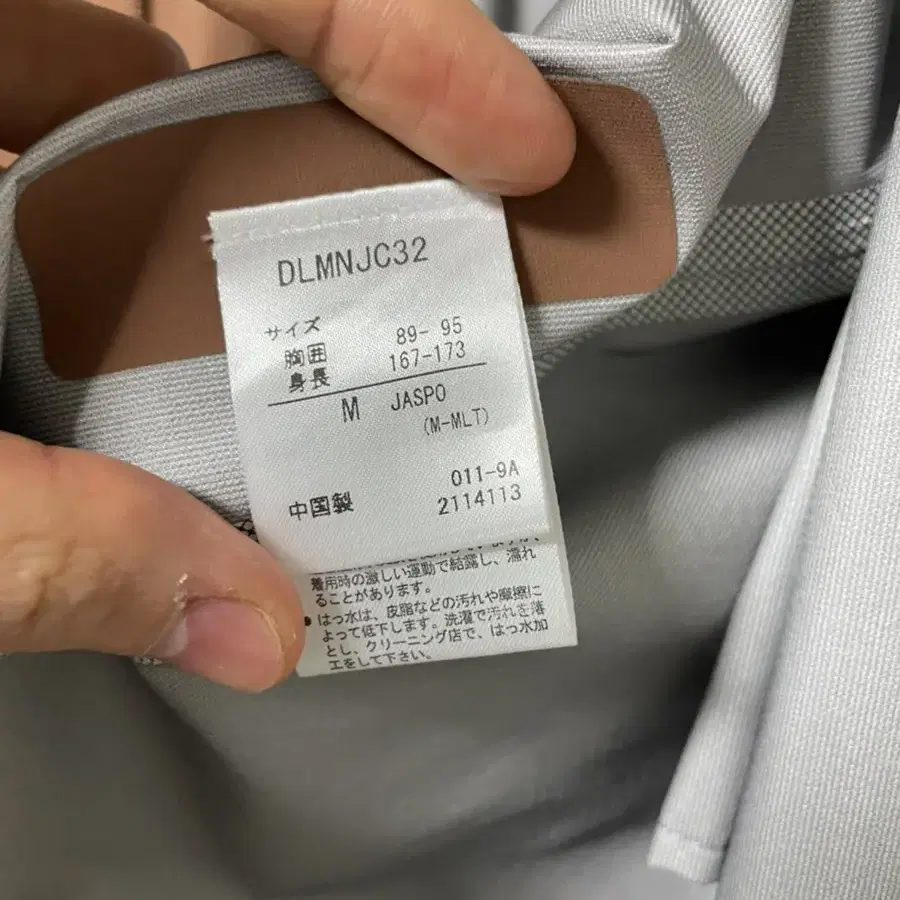 DLMNJC32
サイズ
胸囲 89- 95
身長 167-173
M JASPO
(M-MLT)
011-9A
中国製 2114113
着用時の激しい運動で結露し、濡れ
ることがあります。
●はっ水は、皮脂などの汚れや摩擦に
よって低下します。洗濯で汚れを落
とし、クリーニング店で、はっ水加
工をして下さい。